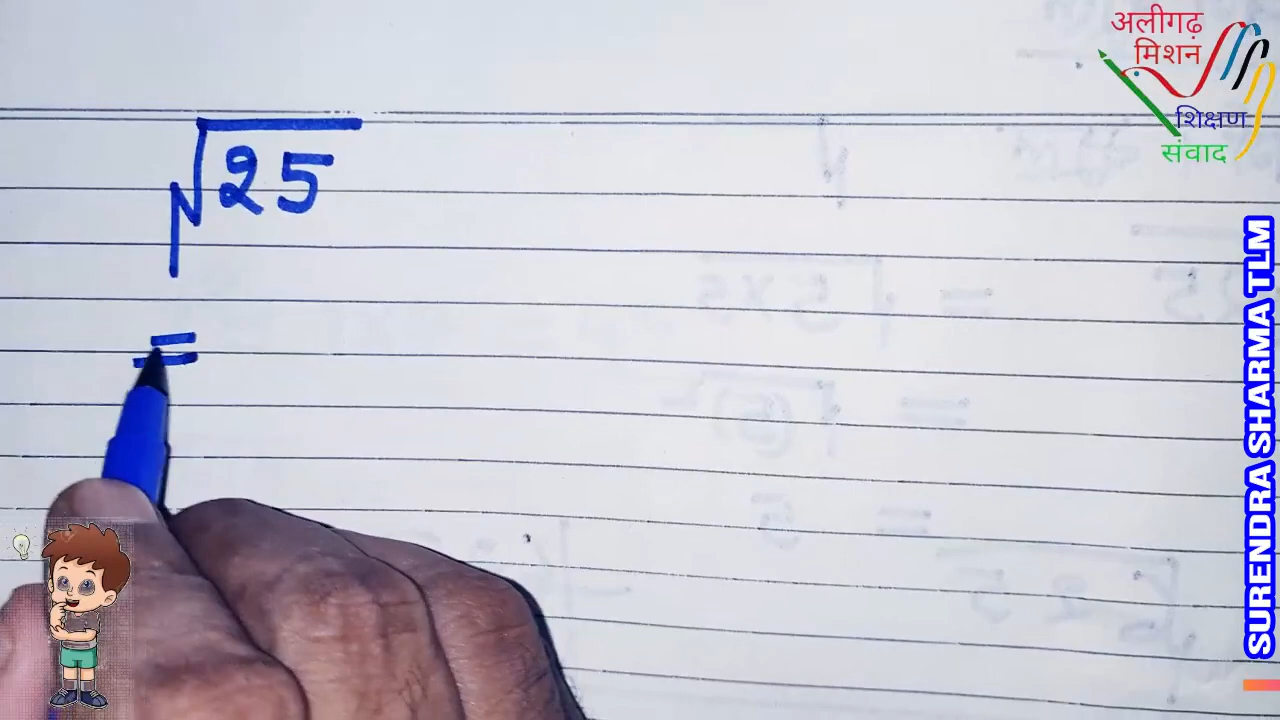 अलीगढ़
मिशन
शिक्षण
संवाद
√25
=
SURENDRA SHARMA TLM